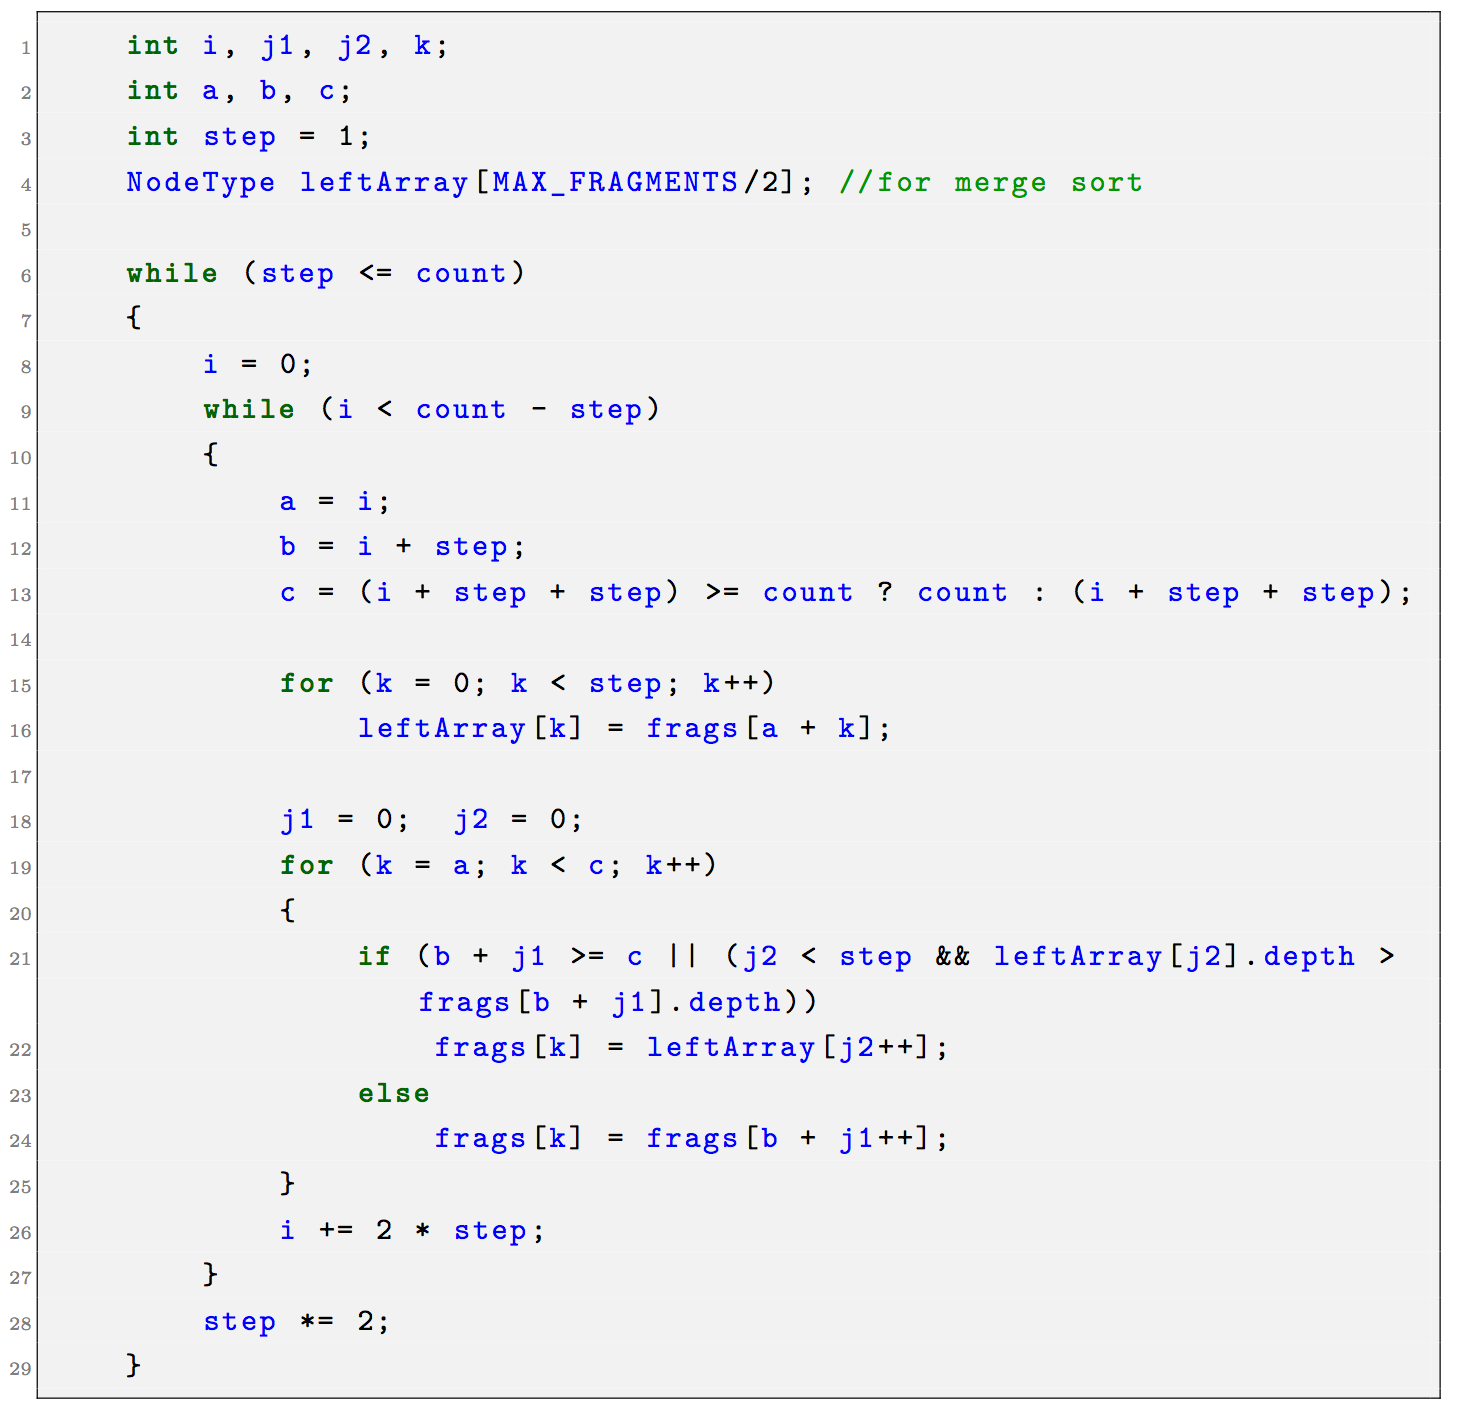 1 int i, j1, j2, k;
2 int a, b, c;
3 int step = 1;
4 NodeType leftArray[MAX_FRAGMENTS/2]; //for merge sort
5
6 while (step <= count)
7 {
8 i = 0;
9 while (i < count - step)
10 {
11 a = i;
12 b = i + step;
13 c = (i + step + step) >= count ? count : (i + step + step);
14
15 for (k = 0; k < step; k++)
16 leftArray[k] = frags[a + k];
17
18 j1 = 0; j2 = 0;
19 for (k = a; k < c; k++)
20 {
21 if (b + j1 >= c || (j2 < step && leftArray[j2].depth >
frags[b + j1].depth))
22 frags[k] = leftArray[j2++];
23 else
24 frags[k] = frags[b + j1++];
25 }
26 i += 2 * step;
27 }
28 step *= 2;
29 }